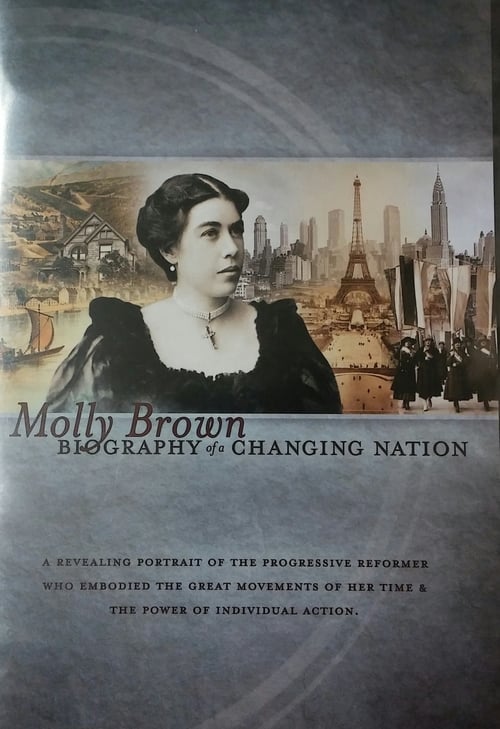 Molly Brown
BIOGRAPHY of a CHANGING NATION
A REVEALING PORTRAIT OF THE PROGRESSIVE REFORMER
WHO EMBODIED THE GREAT MOVEMENTS OF HER TIME &
THE POWER OF INDIVIDUAL ACTION.